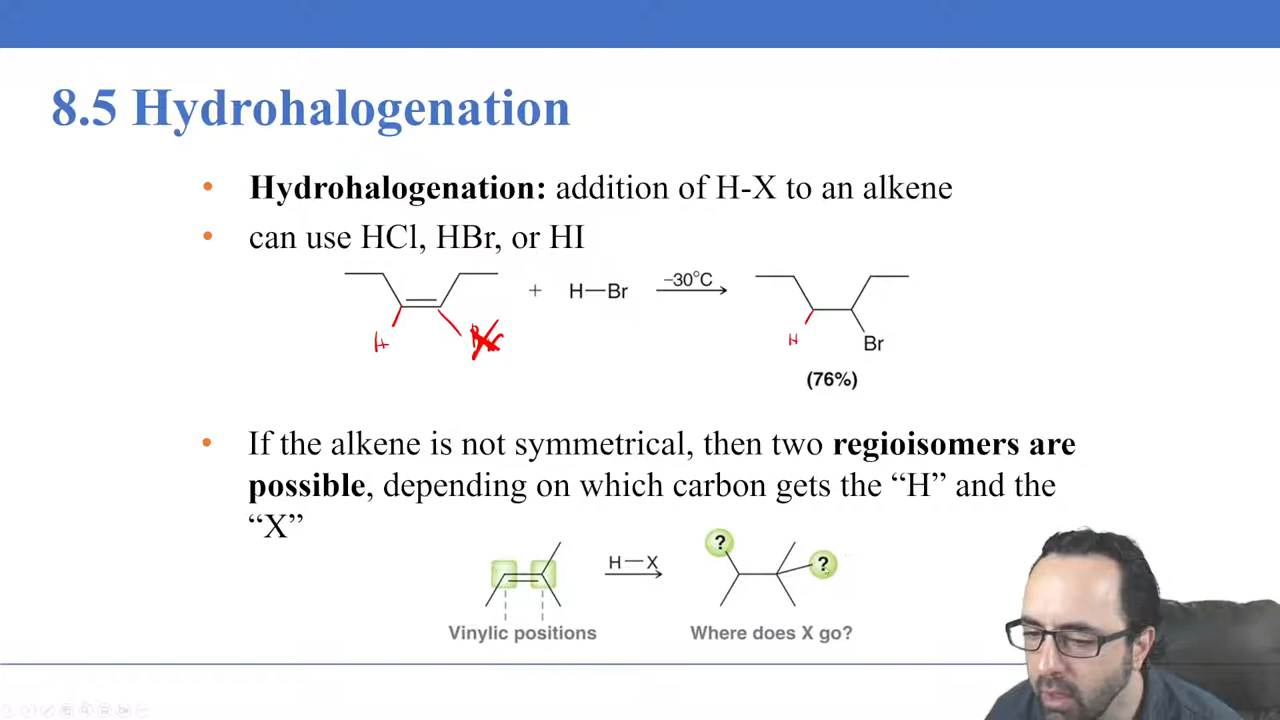 8.5 Hydrohalogenation
• Hydrohalogenation: addition of H-X to an alkene
• can use HCl, HBr, or HI
+ H—Br −30°C
H
H Br
(76%)
• If the alkene is not symmetrical, then two regioisomers are
possible, depending on which carbon gets the “H” and the
“X”
? H—X ?
Vinylic positions Where does X go?